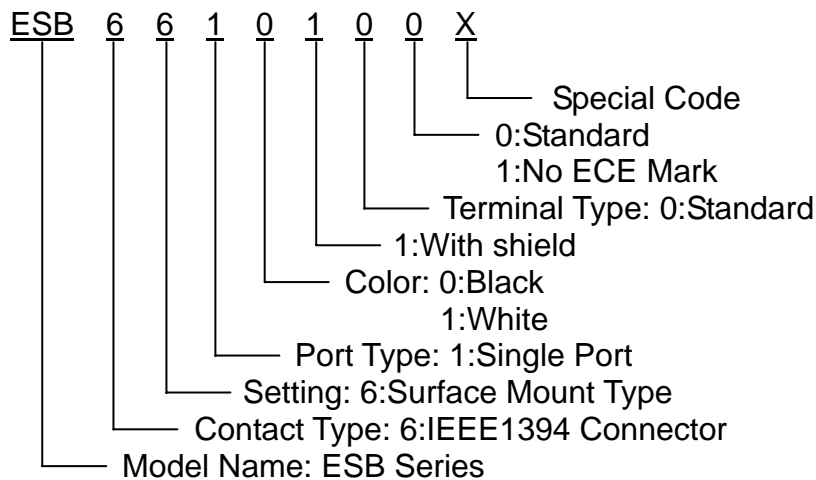 ESB 6 6 1 0 1 0 0 X
Special Code
0:Standard
1:No ECE Mark
Terminal Type: 0:Standard
1:With shield
Color: 0:Black
1:White
Port Type: 1:Single Port
Setting: 6:Surface Mount Type
Contact Type: 6:IEEE1394 Connector
Model Name: ESB Series